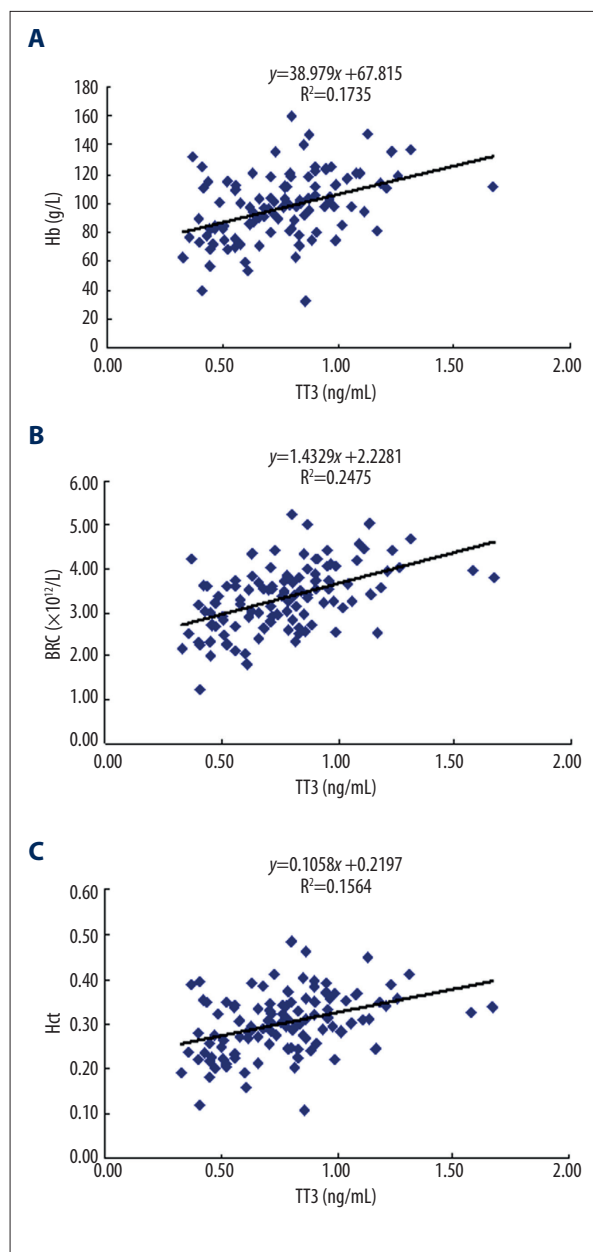 A
y=38.979x+67.815
R²=0.1735
180
160
140
120
100
80
60
40
20
0
Hb (g/L)
0.00 0.50 1.00 1.50 2.00
TT3 (ng/mL)
B
y=1.4329x+2.2281
R²=0.2475
6.00
5.00
4.00
3.00
2.00
1.00
0.00
BRC (×10¹²/L)
0.00 0.50 1.00 1.50 2.00
TT3 (ng/mL)
C
y=0.1058x+0.2197
R²=0.1564
0.60
0.50
0.40
0.30
0.20
0.10
0.00
Hct
0.00 0.50 1.00 1.50 2.00
TT3 (ng/mL)